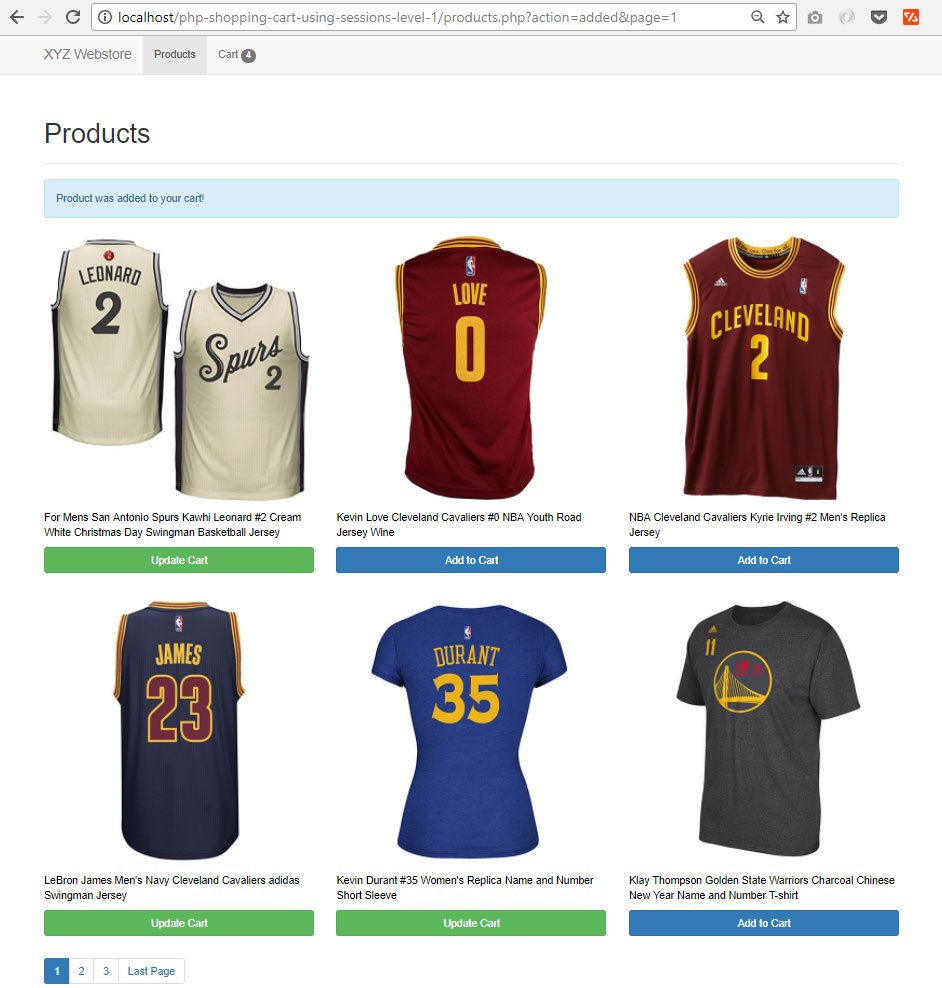 localhost/php-shopping-cart-using-sessions-level-1/products.php?action=added&page=1
XYZ Webstore Products Cart 4
Products
Product was added to your cart!
LEONARD
2
Spurs
2
LOVE
0
CLEVELAND
2
For Mens San Antonio Spurs Kawhi Leonard #2 Cream
White Christmas Day Swingman Basketball Jersey
Update Cart
Kevin Love Cleveland Cavaliers #0 NBA Youth Road
Jersey Wine
Add to Cart
NBA Cleveland Cavaliers Kyrie Irving #2 Men's Replica
Jersey
Add to Cart
JAMES
23
DURANT
35
11
LeBron James Men's Navy Cleveland Cavaliers adidas
Swingman Jersey
Update Cart
Kevin Durant #35 Women's Replica Name and Number
Short Sleeve
Update Cart
Klay Thompson Golden State Warriors Charcoal Chinese
New Year Name and Number T-shirt
Add to Cart
1 2 3 Last Page